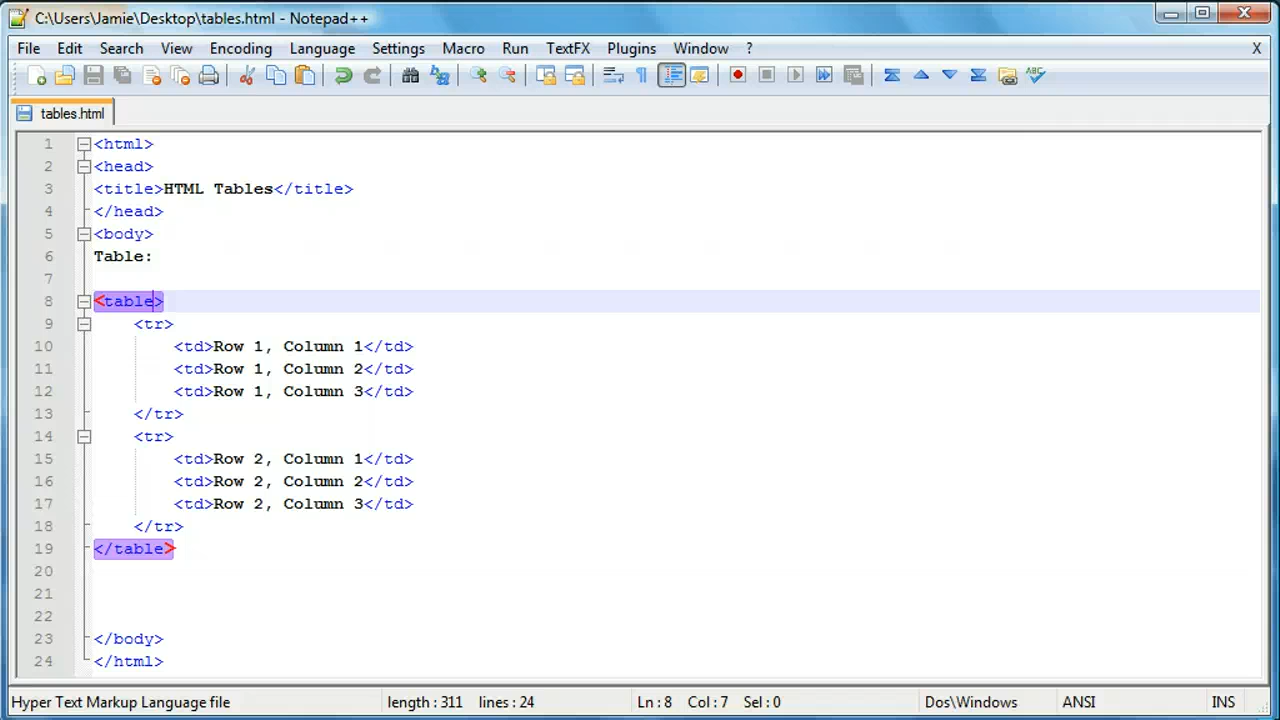 C:\Users\Jamie\Desktop\tables.html - Notepad++
File Edit Search View Encoding Language Settings Macro Run TextFX Plugins Window ? X
ABC
tables.html
1 <html>
2 <head>
3 <title>HTML Tables</title>
4 </head>
5 <body>
6 Table:
7
8 <table>
9 <tr>
10 <td>Row 1, Column 1</td>
11 <td>Row 1, Column 2</td>
12 <td>Row 1, Column 3</td>
13 </tr>
14 <tr>
15 <td>Row 2, Column 1</td>
16 <td>Row 2, Column 2</td>
17 <td>Row 2, Column 3</td>
18 </tr>
19 </table>
20
21
22
23 </body>
24 </html>
Hyper Text Markup Language file length : 311 lines : 24 Ln : 8 Col : 7 Sel : 0 Dos\Windows ANSI INS